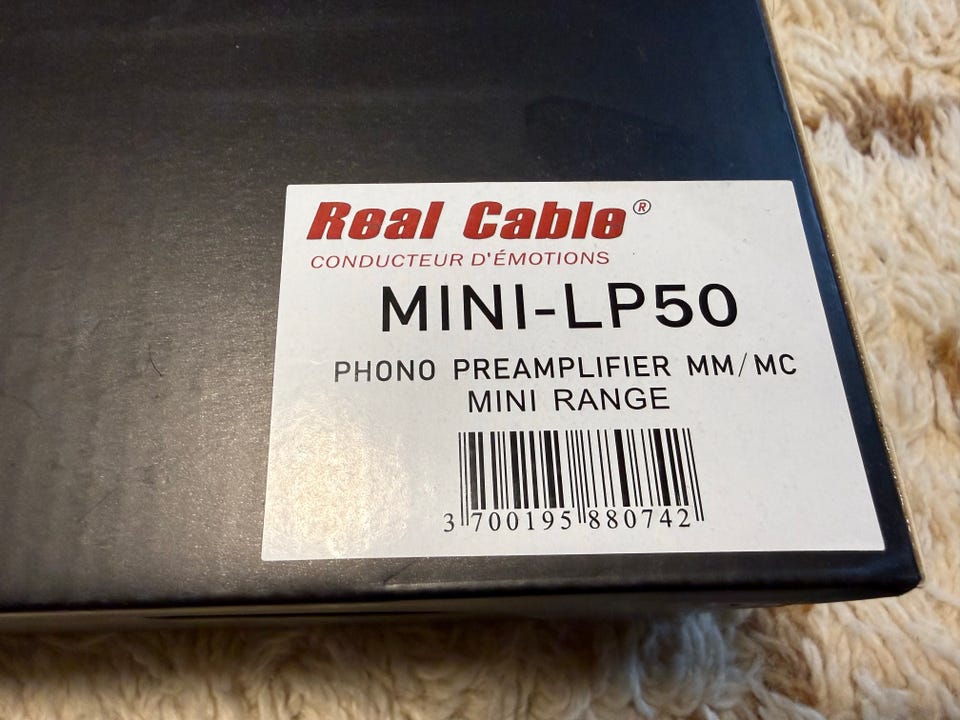 Real Cable®
CONDUCTEUR D'ÉMOTIONS
MINI-LP50
PHONO PREAMPLIFIER MM/MC
MINI RANGE
3 700195 880742